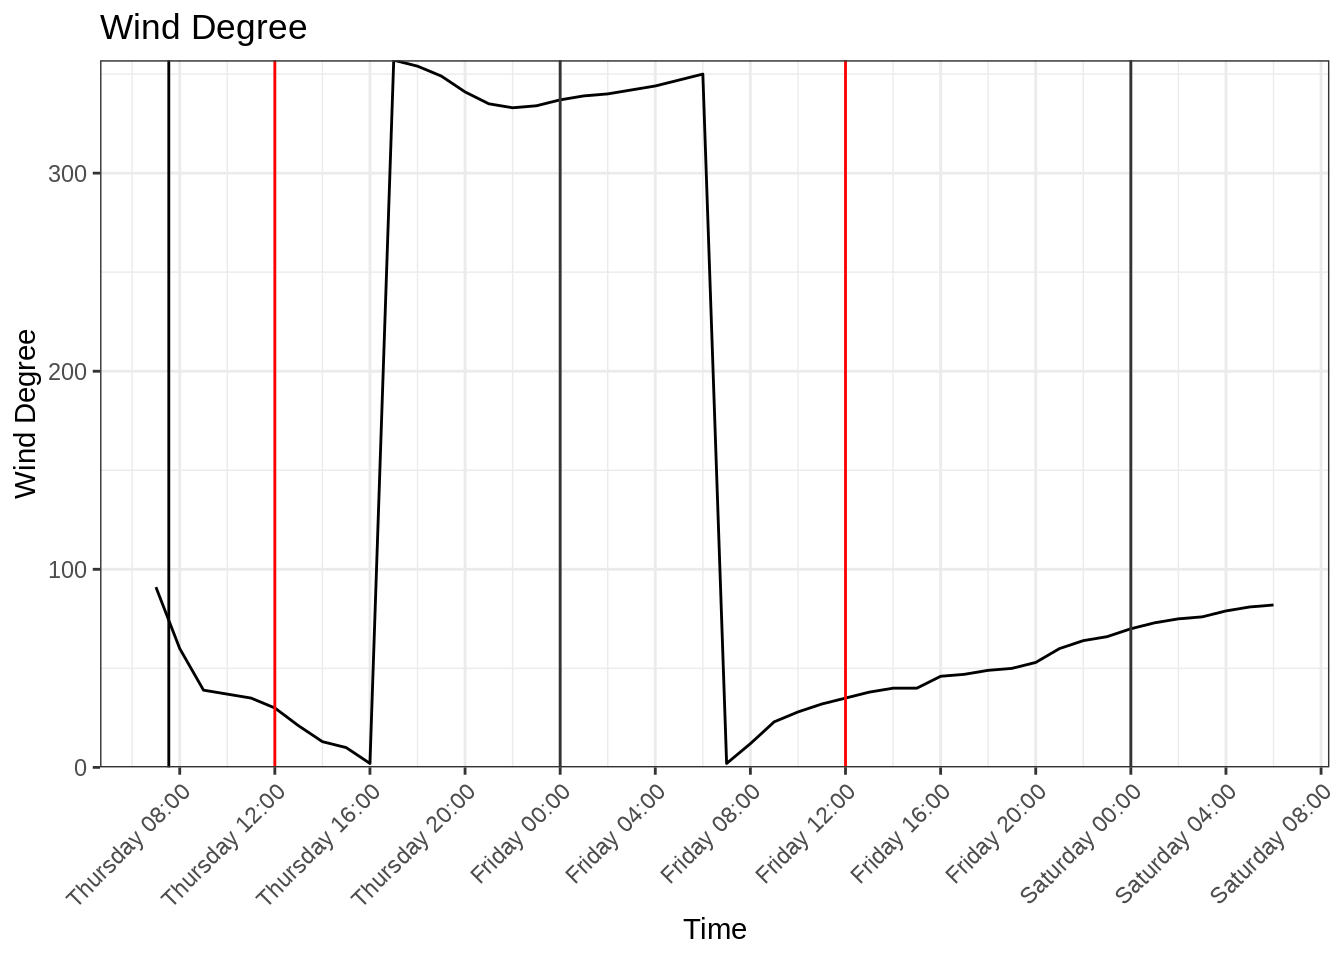 Wind Degree
Wind Degree
300
200
100
0
Thursday 08:00
Thursday 12:00
Thursday 16:00
Thursday 20:00
Friday 00:00
Friday 04:00
Friday 08:00
Friday 12:00
Friday 16:00
Friday 20:00
Saturday 00:00
Saturday 04:00
Saturday 08:00
Time